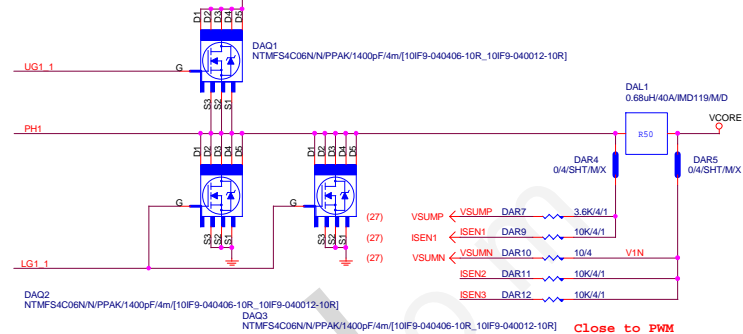 D1 D2 D3 D4 D5
DAQ1
NTMFS4C06N/N/PPAK/1400pF/4m/[10IF9-040406-10R_10IF9-040012-10R]
UG1_1
G
S3 S2 S1
DAL1
0.68uH/40A/IMD119/M/D
VCORE
PH1
R50
D1 D2 D3 D4 D5
D1 D2 D3 D4 D5
DAR4
0/4/SHT/M/X
DAR5
0/4/SHT/M/X
G
G
(27) VSUMP VSUMP DAR7 3.6K/4/1
(27) ISEN1 ISEN1 DAR9 10K/4/1
(27) VSUMN VSUMN DAR10 10/4 V1N
S3 S2 S1
S3 S2 S1
LG1_1
ISEN2 DAR11 10K/4/1
ISEN3 DAR12 10K/4/1
DAQ2
NTMFS4C06N/N/PPAK/1400pF/4m/[10IF9-040406-10R_10IF9-040012-10R]
DAQ3
NTMFS4C06N/N/PPAK/1400pF/4m/[10IF9-040406-10R_10IF9-040012-10R]
Close to PWM
om